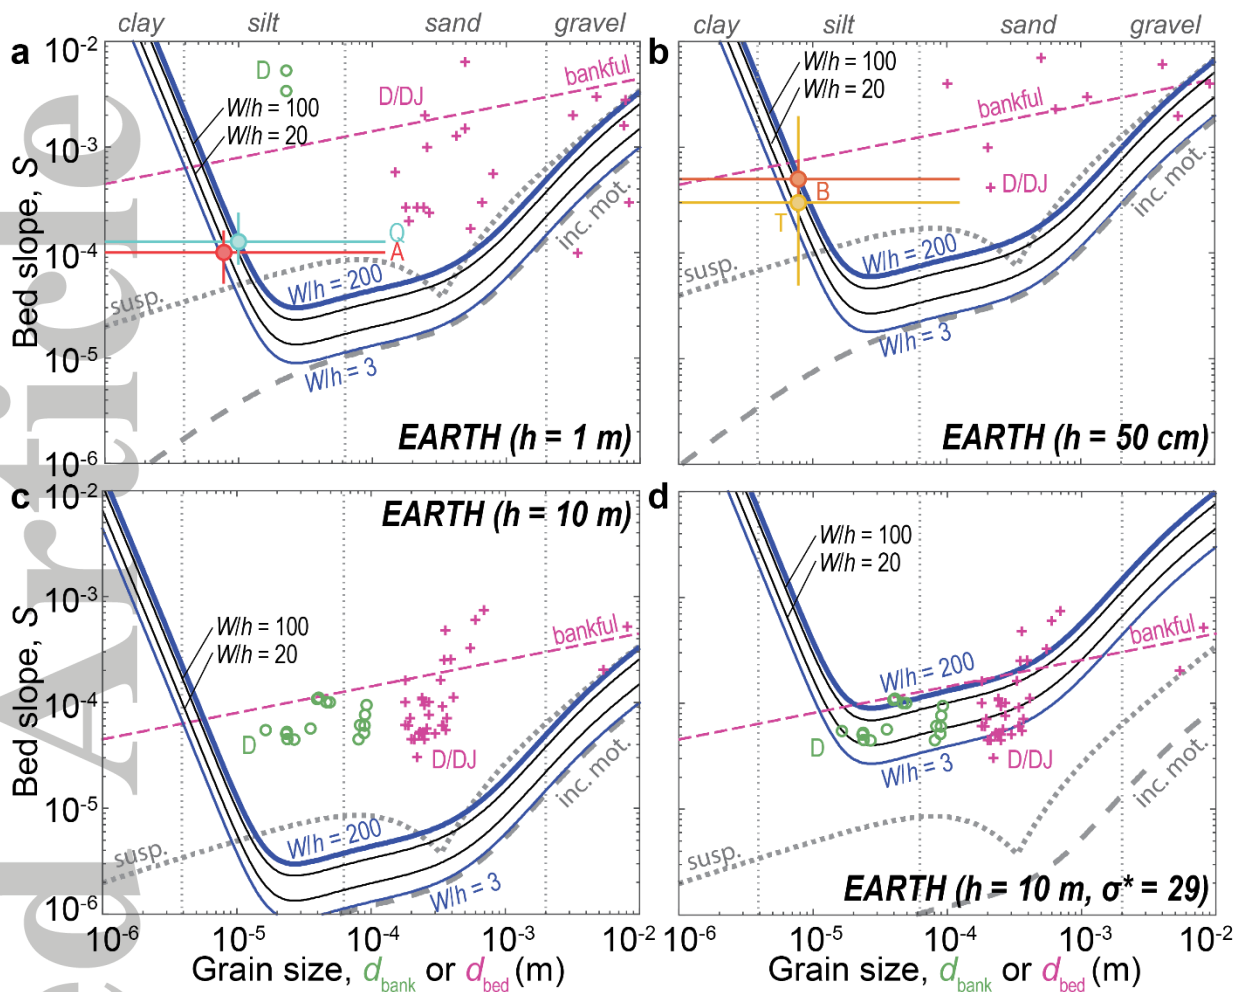 clay silt sand gravel
clay silt sand gravel
a
10⁻²
10⁻³
10⁻⁴
10⁻⁵
10⁻⁶
Bed slope, S
D
D/DJ
bankful
W/h = 100
W/h = 20
Q
A
susp.
W/h = 200
W/h = 3
inc. mot.
EARTH (h = 1 m)
b
W/h = 100
W/h = 20
bankful
B
D/DJ
T
susp.
W/h = 200
W/h = 3
inc. mot.
EARTH (h = 50 cm)
c
EARTH (h = 10 m)
10⁻²
10⁻³
10⁻⁴
10⁻⁵
10⁻⁶
Bed slope, S
W/h = 100
W/h = 20
bankful
D
D/DJ
susp.
W/h = 200
W/h = 3
inc. mot.
10⁻⁶ 10⁻⁵ 10⁻⁴ 10⁻³ 10⁻²
Grain size, d_bank or d_bed (m)
d
W/h = 100
W/h = 20
W/h = 200
bankful
D
W/h = 3
D/DJ
susp.
inc. mot.
EARTH (h = 10 m, σ* = 29)
10⁻⁶ 10⁻⁵ 10⁻⁴ 10⁻³ 10⁻²
Grain size, d_bank or d_bed (m)
d Article